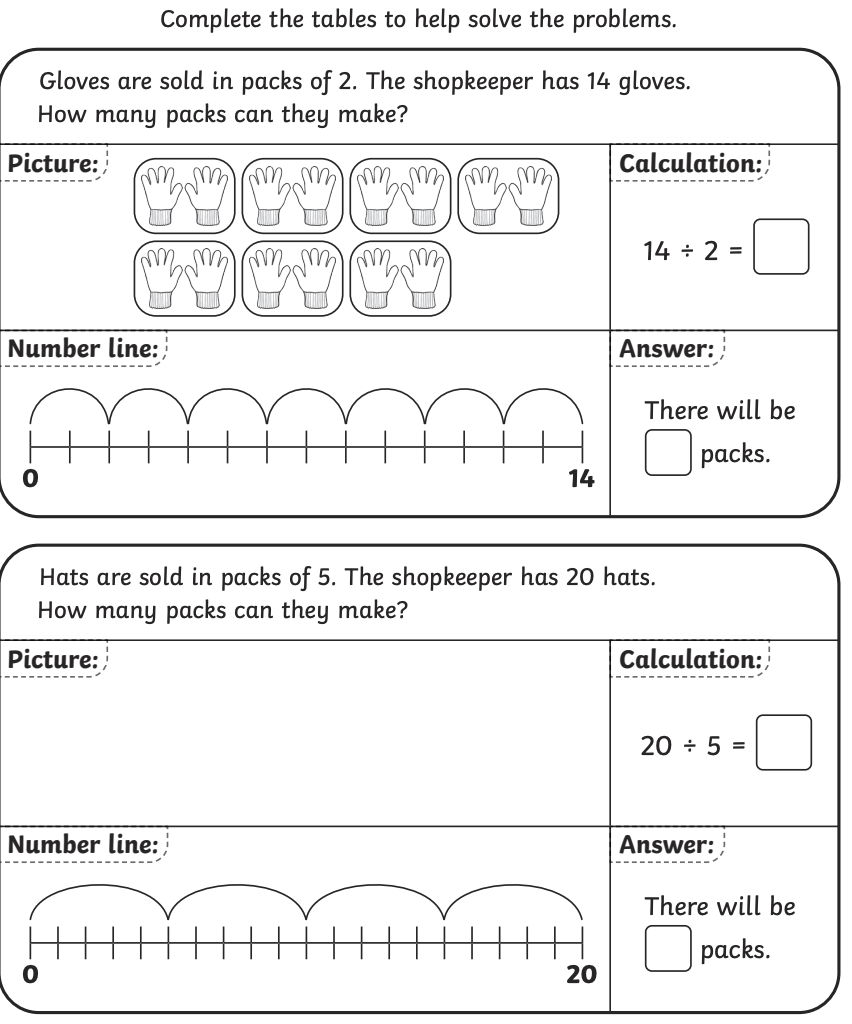 Complete the tables to help solve the problems.
Gloves are sold in packs of 2. The shopkeeper has 14 gloves.
How many packs can they make?
Picture:
Calculation:
14 ÷ 2 =
Number line:
0
14
Answer:
There will be
packs.
Hats are sold in packs of 5. The shopkeeper has 20 hats.
How many packs can they make?
Picture:
Calculation:
20 ÷ 5 =
Number line:
0
20
Answer:
There will be
packs.